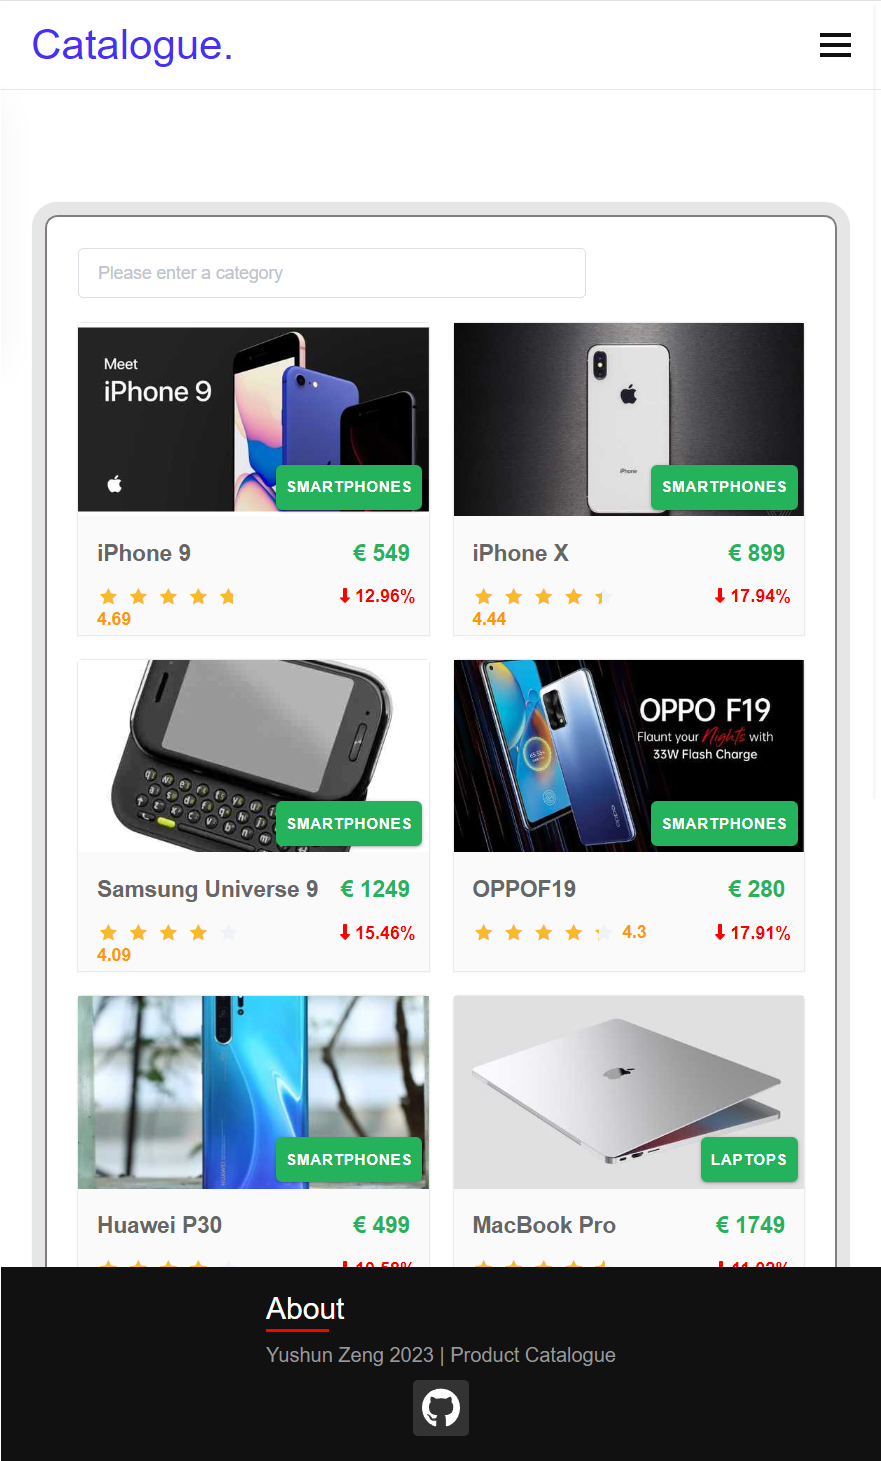 Catalogue.
Please enter a category
Meet
iPhone 9
SMARTPHONES
iPhone
SMARTPHONES
iPhone 9 € 549
12.96%
4.69
iPhone X € 899
17.94%
4.44
SMARTPHONES
OPPO F19
Flaunt your Nights with
33W Flash Charge
SMARTPHONES
Samsung Universe 9 € 1249
15.46%
4.09
OPPOF19 € 280
4.3 17.91%
SMARTPHONES
LAPTOPS
Huawei P30 € 499
MacBook Pro € 1749
About
Yushun Zeng 2023 | Product Catalogue